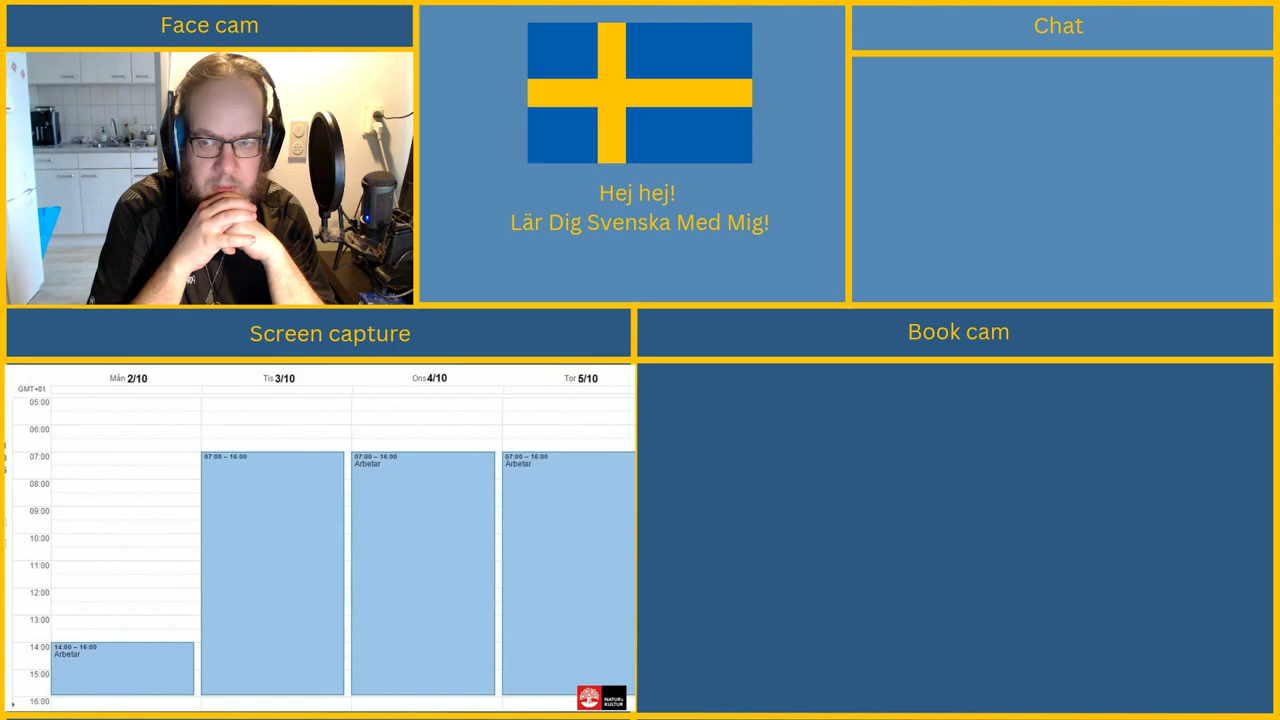 Face cam
Hej hej!
Lär Dig Svenska Med Mig!
Chat
Screen capture
Book cam
GMT+01
Mån 2/10
Tis 3/10
Ons 4/10
Tor 5/10
05:00
06:00
07:00
08:00
09:00
10:00
11:00
12:00
13:00
14:00
15:00
16:00
14:00 – 16:00
Arbetar
07:00 – 16:00
07:00 – 16:00
Arbetar
07:00 – 16:00
Arbetar
NATUR &
KULTUR